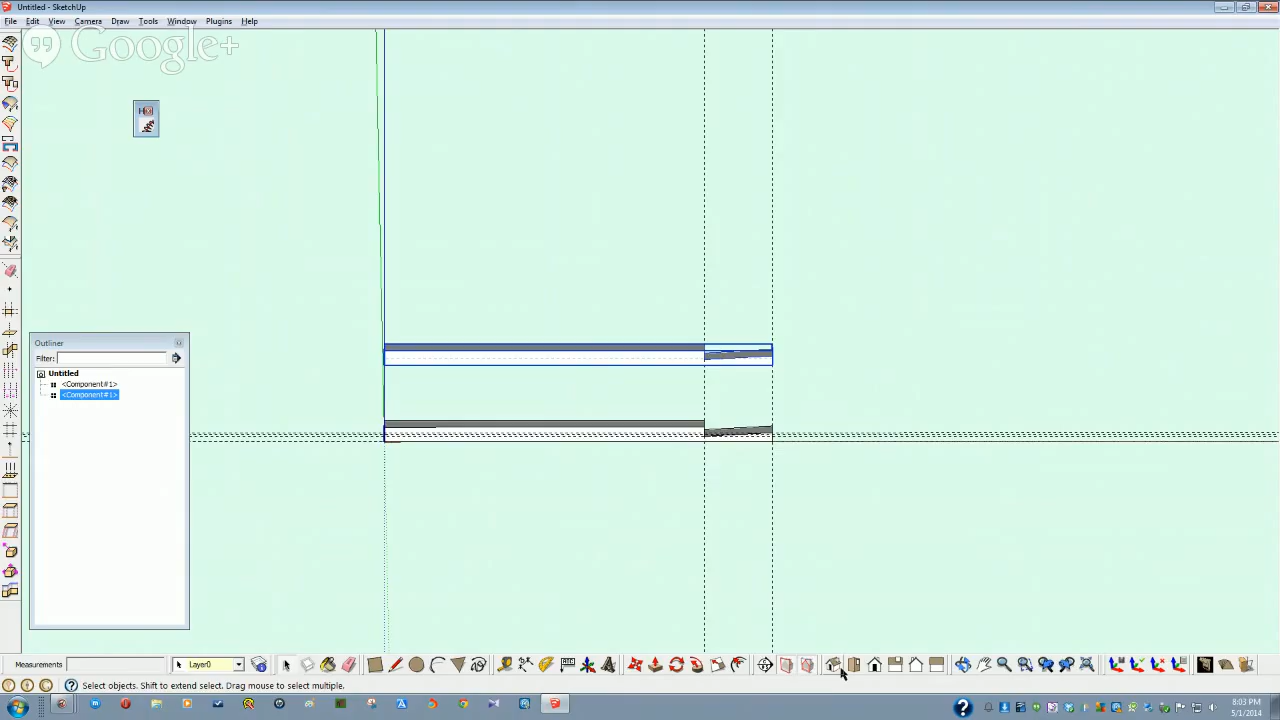 Untitled - SketchUp
File Edit View Camera Draw Tools Window Plugins Help
Google+
Outliner
Filter:
Untitled
<Component#1>
<Component#1>
Measurements
Layer0
Select objects. Shift to extend select. Drag mouse to select multiple.
8:03 PM
5/1/2014